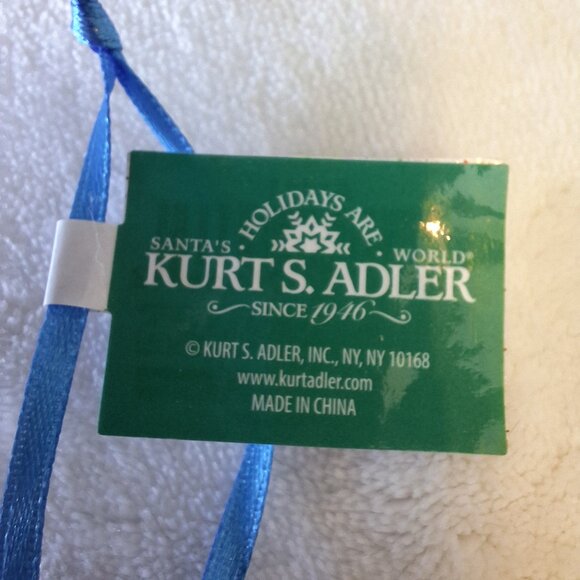 HOLIDAYS ARE
SANTA'S · · WORLD®
KURT S. ADLER
SINCE 1946
© KURT S. ADLER, INC., NY, NY 10168
www.kurtadler.com
MADE IN CHINA